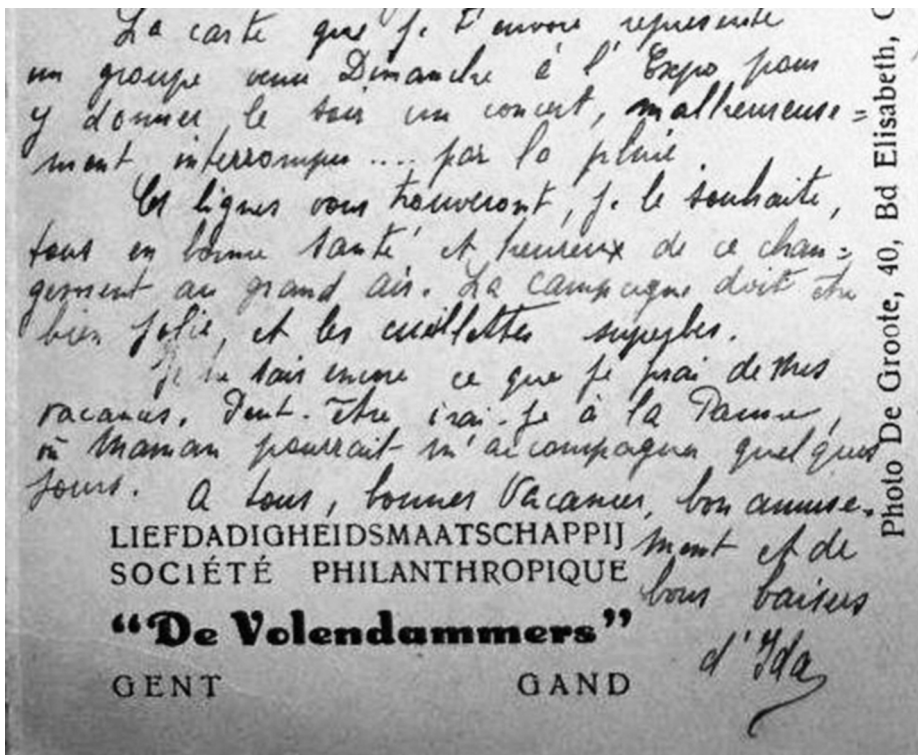 La carte que je t'envoie représente
un groupe venu Dimanche à l'Expo pour
y donner le soir un concert, malheureuse=
ment interrompu .... par la pluie.
Ces lignes vous trouveront, je le souhaite,
tous en bonne santé et heureux de ce chan=
gement au grand air. La campagne doit être
bien jolie, et les cueillettes superbes.
Je ne sais encore ce que je ferai de mes
vacances. Peut-être irai-je à la Panne,
où Maman pourrait m'accompagner quelques
jours. A tous, bonnes Vacances, bon amuse-
ment et de
bons baisers
d'Ida
LIEFDADIGHEIDSMAATSCHAPPIJ
SOCIÉTÉ PHILANTHROPIQUE
"De Volendammers"
GENT GAND
Photo De Groote, 40, Bd Elisabeth,